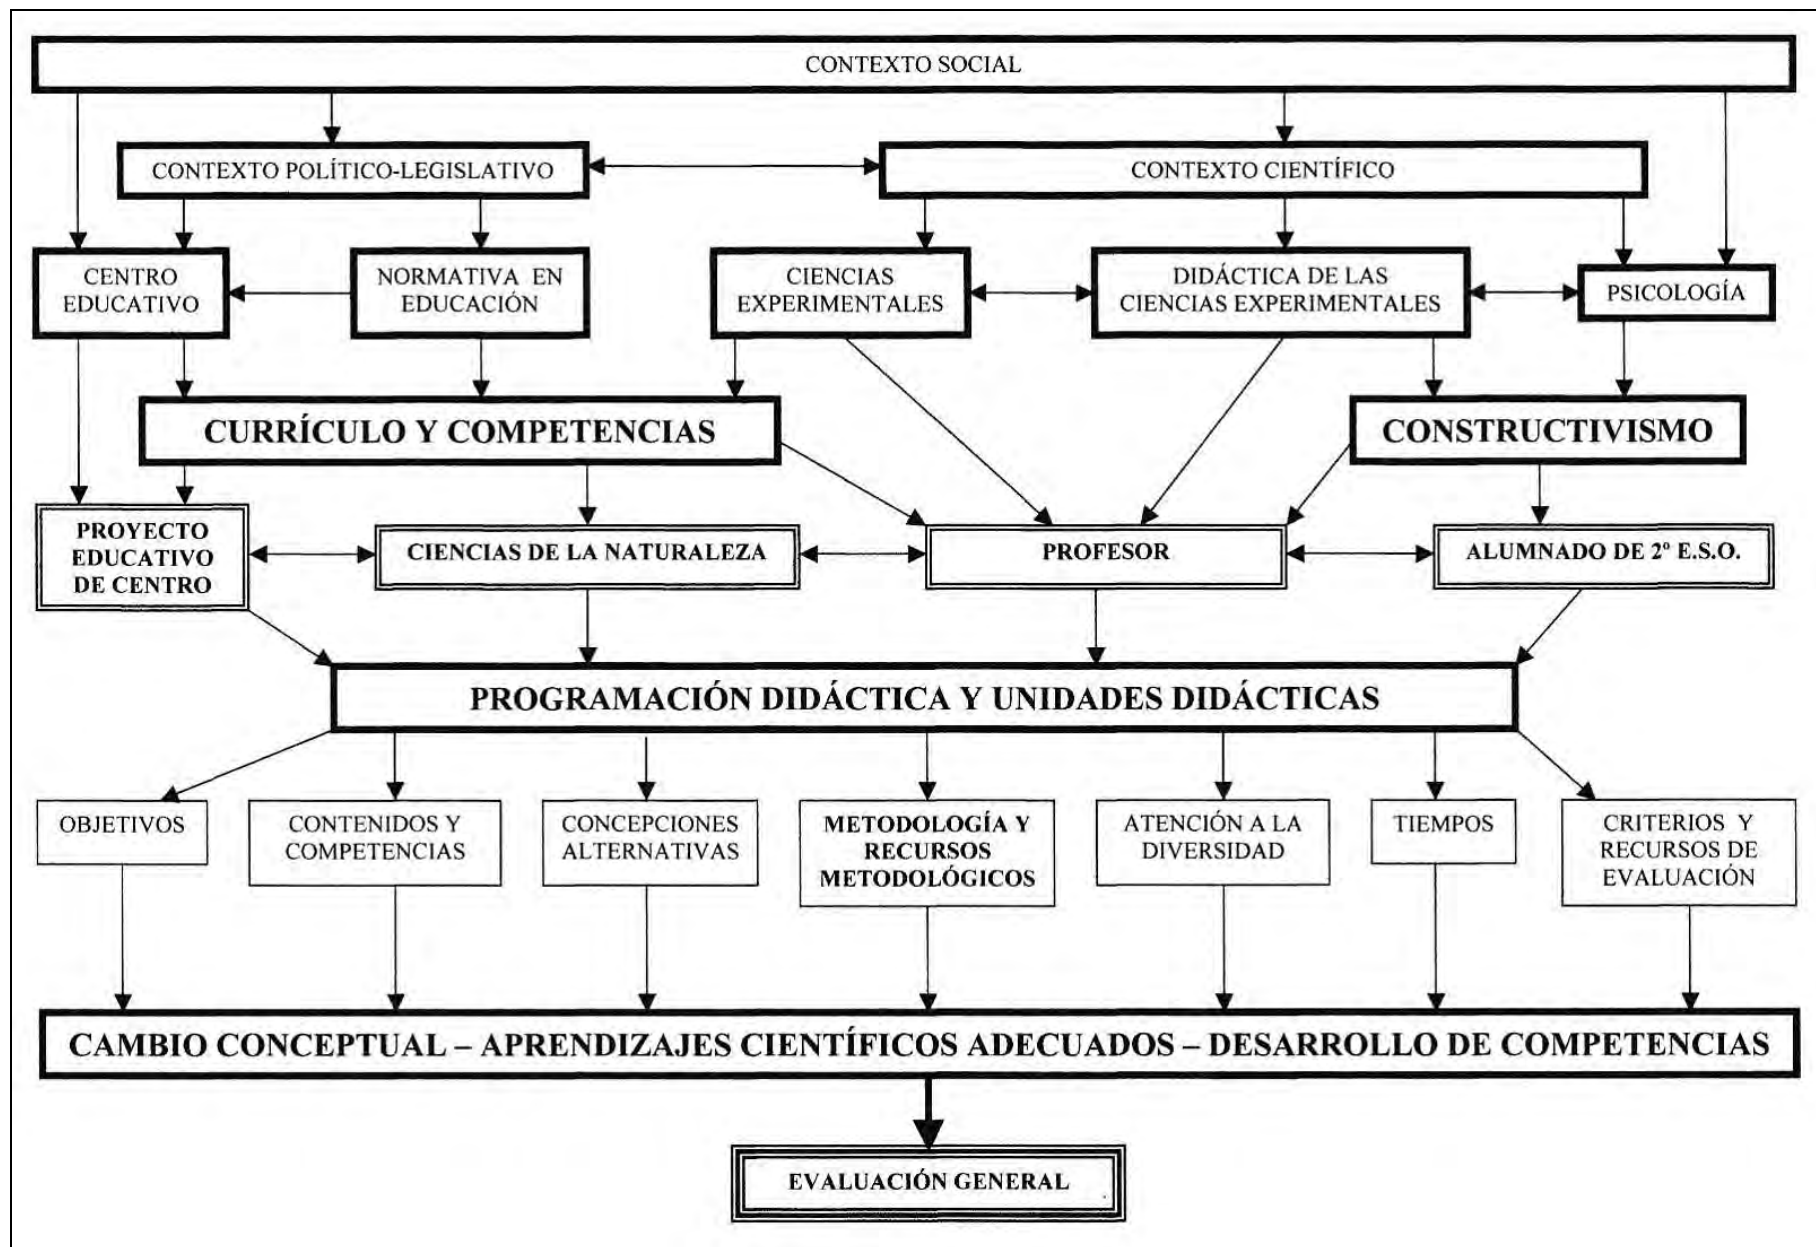 CONTEXTO SOCIAL
CONTEXTO POLÍTICO-LEGISLATIVO
CONTEXTO CIENTÍFICO
CENTRO
EDUCATIVO
NORMATIVA EN
EDUCACIÓN
CIENCIAS
EXPERIMENTALES
DIDÁCTICA DE LAS
CIENCIAS EXPERIMENTALES
PSICOLOGÍA
CURRÍCULO Y COMPETENCIAS
CONSTRUCTIVISMO
PROYECTO
EDUCATIVO
DE CENTRO
CIENCIAS DE LA NATURALEZA
PROFESOR
ALUMNADO DE 2º E.S.O.
PROGRAMACIÓN DIDÁCTICA Y UNIDADES DIDÁCTICAS
OBJETIVOS
CONTENIDOS Y
COMPETENCIAS
CONCEPCIONES
ALTERNATIVAS
METODOLOGÍA Y
RECURSOS
METODOLÓGICOS
ATENCIÓN A LA
DIVERSIDAD
TIEMPOS
CRITERIOS Y
RECURSOS DE
EVALUACIÓN
CAMBIO CONCEPTUAL – APRENDIZAJES CIENTÍFICOS ADECUADOS – DESARROLLO DE COMPETENCIAS
EVALUACIÓN GENERAL